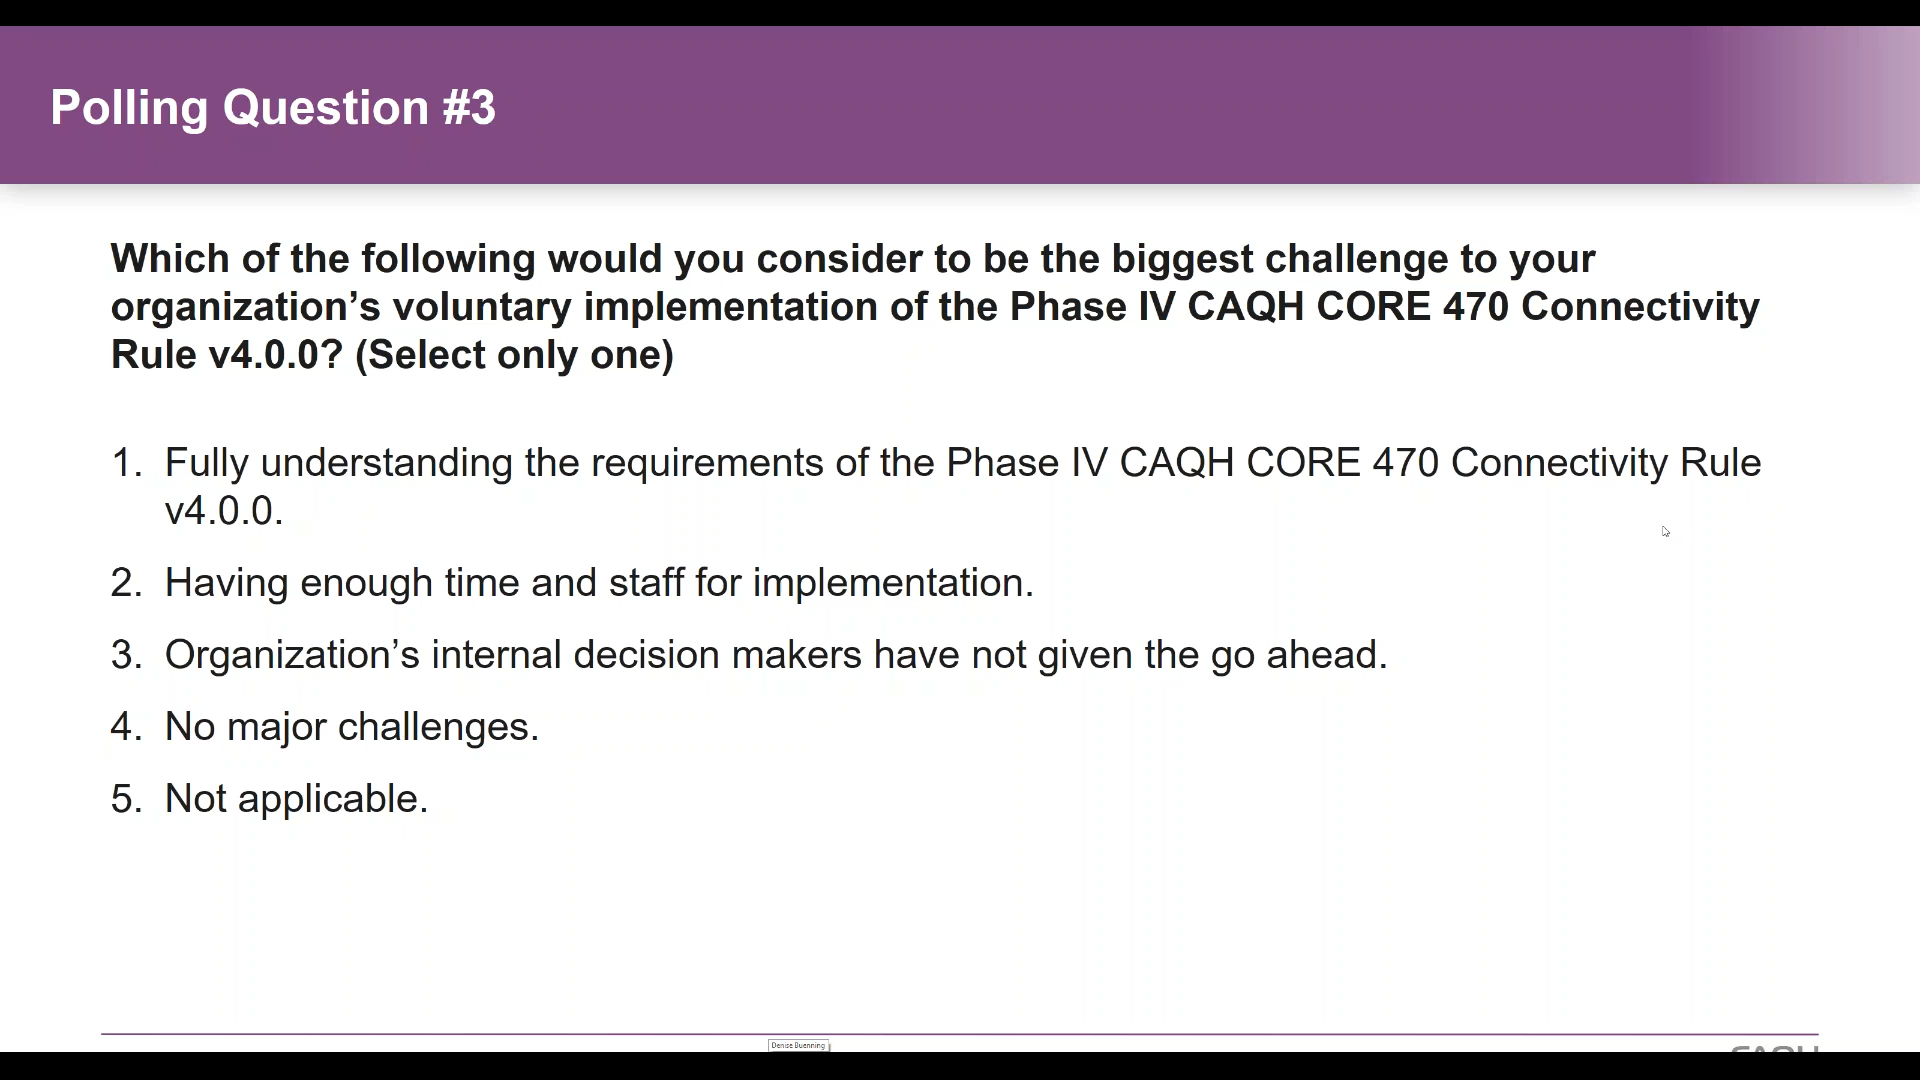 Polling Question #3
Which of the following would you consider to be the biggest challenge to your
organization’s voluntary implementation of the Phase IV CAQH CORE 470 Connectivity
Rule v4.0.0? (Select only one)
1. Fully understanding the requirements of the Phase IV CAQH CORE 470 Connectivity Rule
v4.0.0.
2. Having enough time and staff for implementation.
3. Organization’s internal decision makers have not given the go ahead.
4. No major challenges.
5. Not applicable.
Denise Buenning